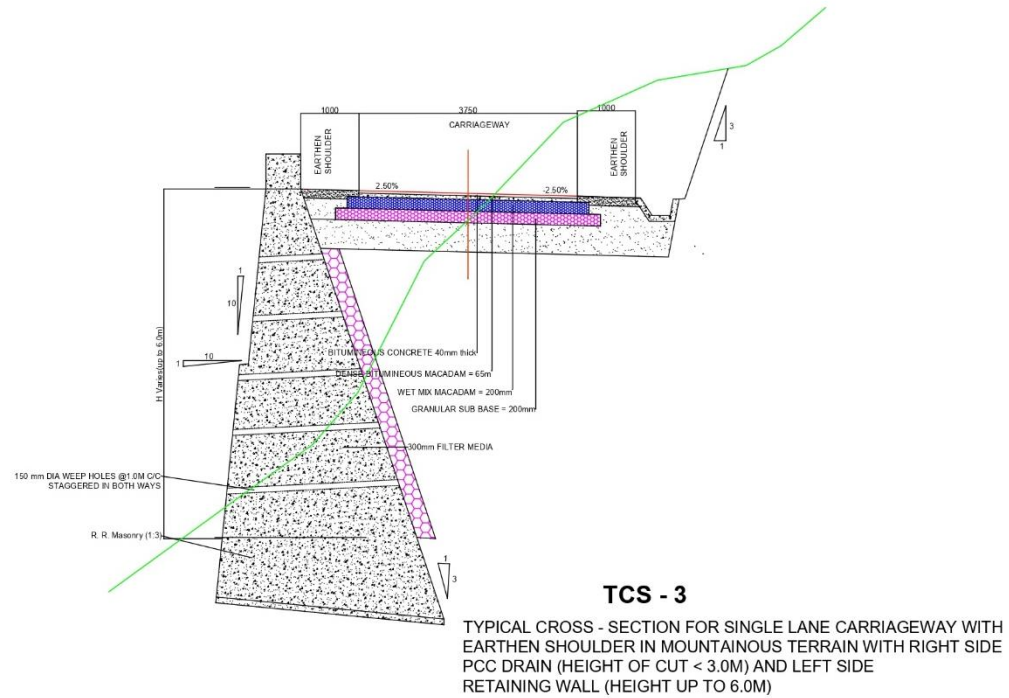 1000
3750
1000
CARRIAGEWAY
EARTHEN
SHOULDER
EARTHEN
SHOULDER
3
1
2.50%
-2.50%
1
10
10
1
H Varies(up to 6.0m)
BITUMINEOUS CONCRETE 40mm thick
DENSE BITUMINEOUS MACADAM = 65m
WET MIX MACADAM = 200mm
GRANULAR SUB BASE = 200mm
300mm FILTER MEDIA
150 mm DIA WEEP HOLES @1.0M C/C
STAGGERED IN BOTH WAYS
R. R. Masonry (1:3)
1
3
TCS - 3
TYPICAL CROSS - SECTION FOR SINGLE LANE CARRIAGEWAY WITH
EARTHEN SHOULDER IN MOUNTAINOUS TERRAIN WITH RIGHT SIDE
PCC DRAIN (HEIGHT OF CUT < 3.0M) AND LEFT SIDE
RETAINING WALL (HEIGHT UP TO 6.0M)